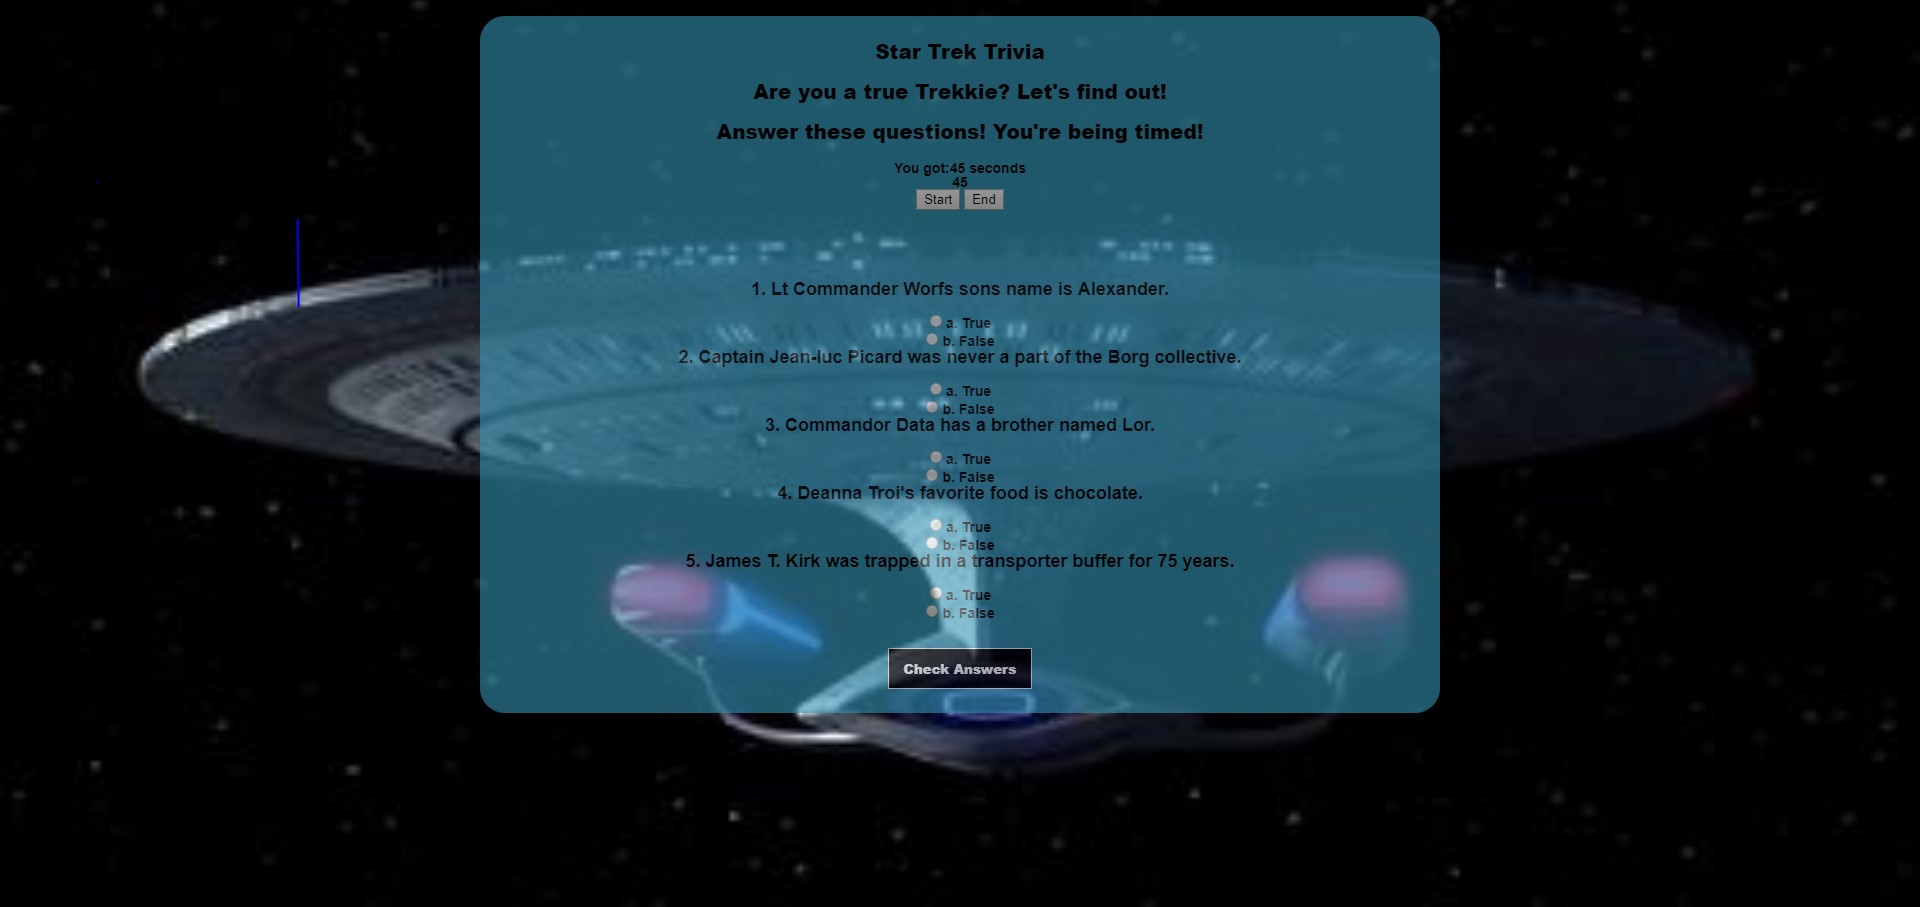 Star Trek Trivia
Are you a true Trekkie? Let's find out!
Answer these questions! You're being timed!
You got:45 seconds
45
Start End
1. Lt Commander Worfs sons name is Alexander.
a. True
b. False
2. Captain Jean-luc Picard was never a part of the Borg collective.
a. True
b. False
3. Commandor Data has a brother named Lor.
a. True
b. False
4. Deanna Troi's favorite food is chocolate.
a. True
b. False
5. James T. Kirk was trapped in a transporter buffer for 75 years.
a. True
b. False
Check Answers